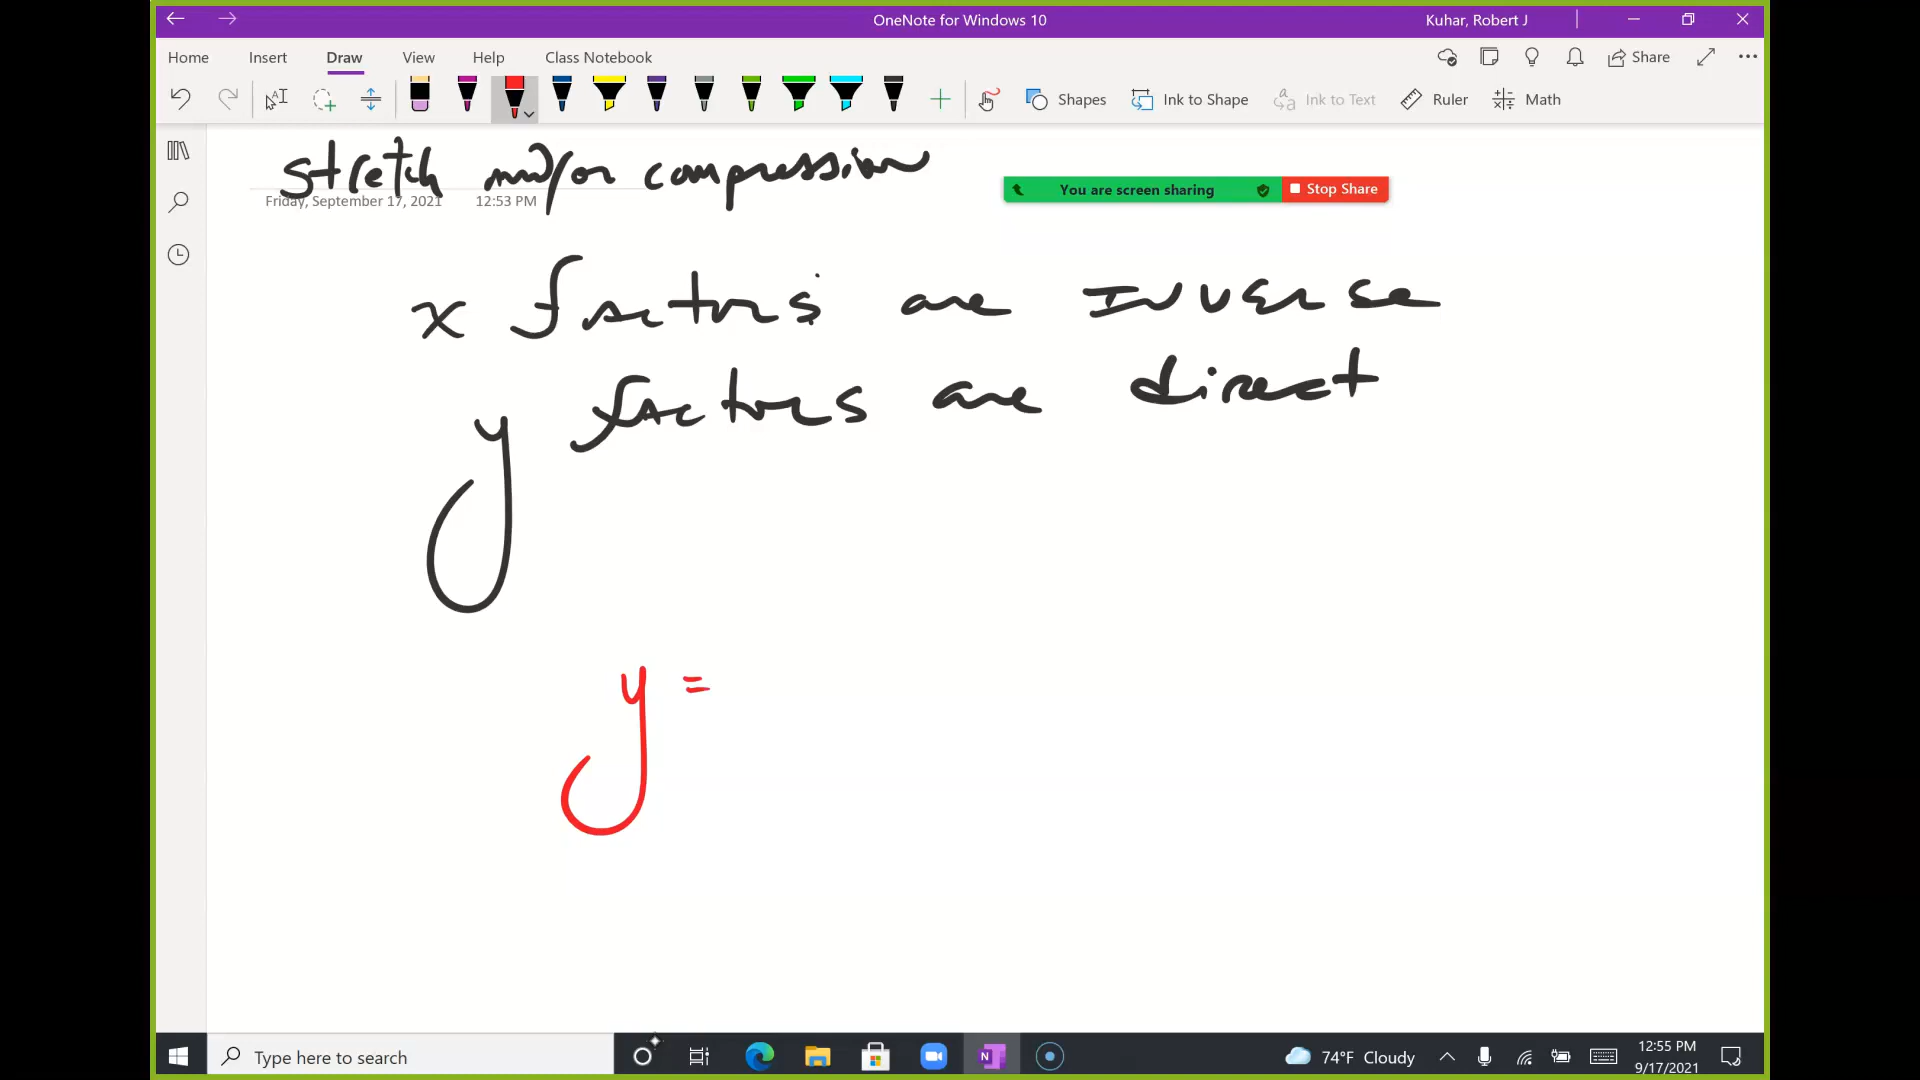 OneNote for Windows 10
Kuhar, Robert J
Home Insert Draw View Help Class Notebook
Share
Shapes Ink to Shape Ink to Text Ruler Math
stretch and/or compression
Friday, September 17, 2021 12:53 PM
You are screen sharing Stop Share
x factors are inverse
y factors are direct
y =
Type here to search
74°F Cloudy
12:55 PM
9/17/2021